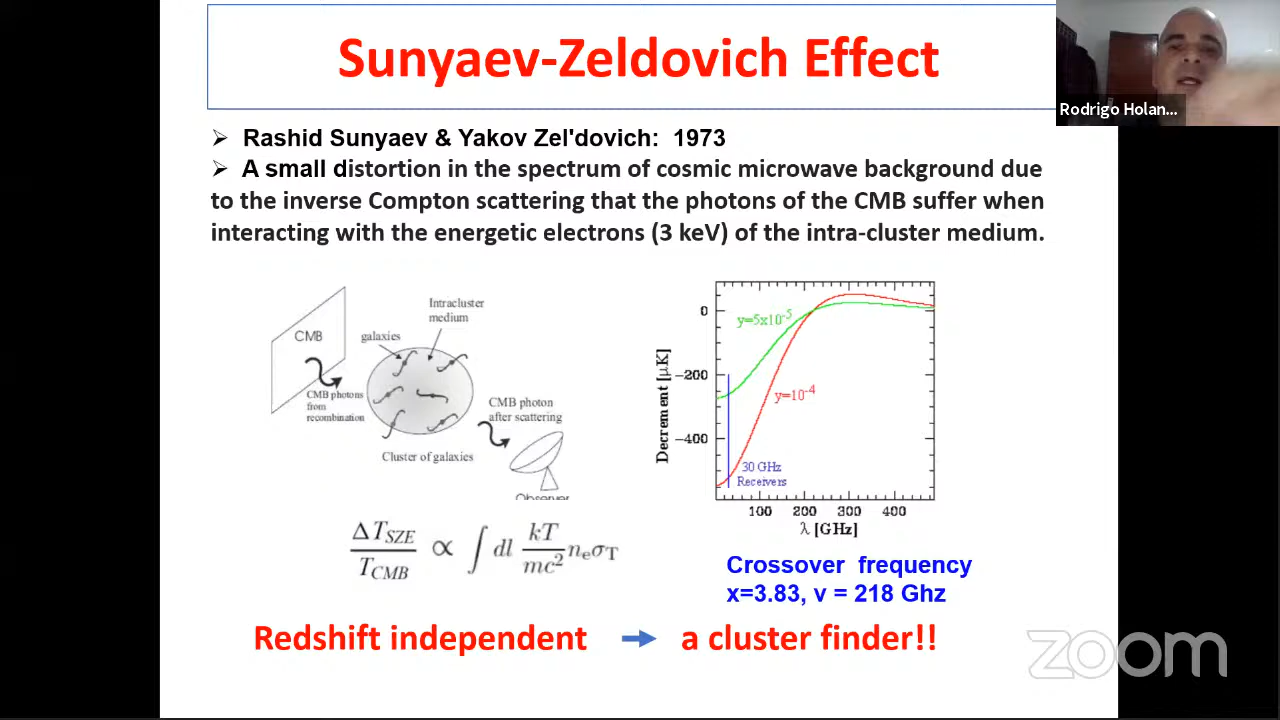 Sunyaev-Zeldovich Effect
Rodrigo Holan...
➢ Rashid Sunyaev & Yakov Zel'dovich: 1973
➢ A small distortion in the spectrum of cosmic microwave background due
to the inverse Compton scattering that the photons of the CMB suffer when
interacting with the energetic electrons (3 keV) of the intra-cluster medium.
CMB
CMB photons
from
recombination
galaxies
Intracluster
medium
CMB photon
after scattering
Cluster of galaxies
Observer
Decrement [μK]
0
−200
−400
y=5x10⁻⁵
y=10⁻⁴
30 GHz
Receivers
100 200 300 400
λ [GHz]
ΔT_SZE / T_CMB ∝ ∫ dl kT/mc² nₑσ_T
Crossover frequency
x=3.83, v = 218 Ghz
Redshift independent → a cluster finder!!
zoom